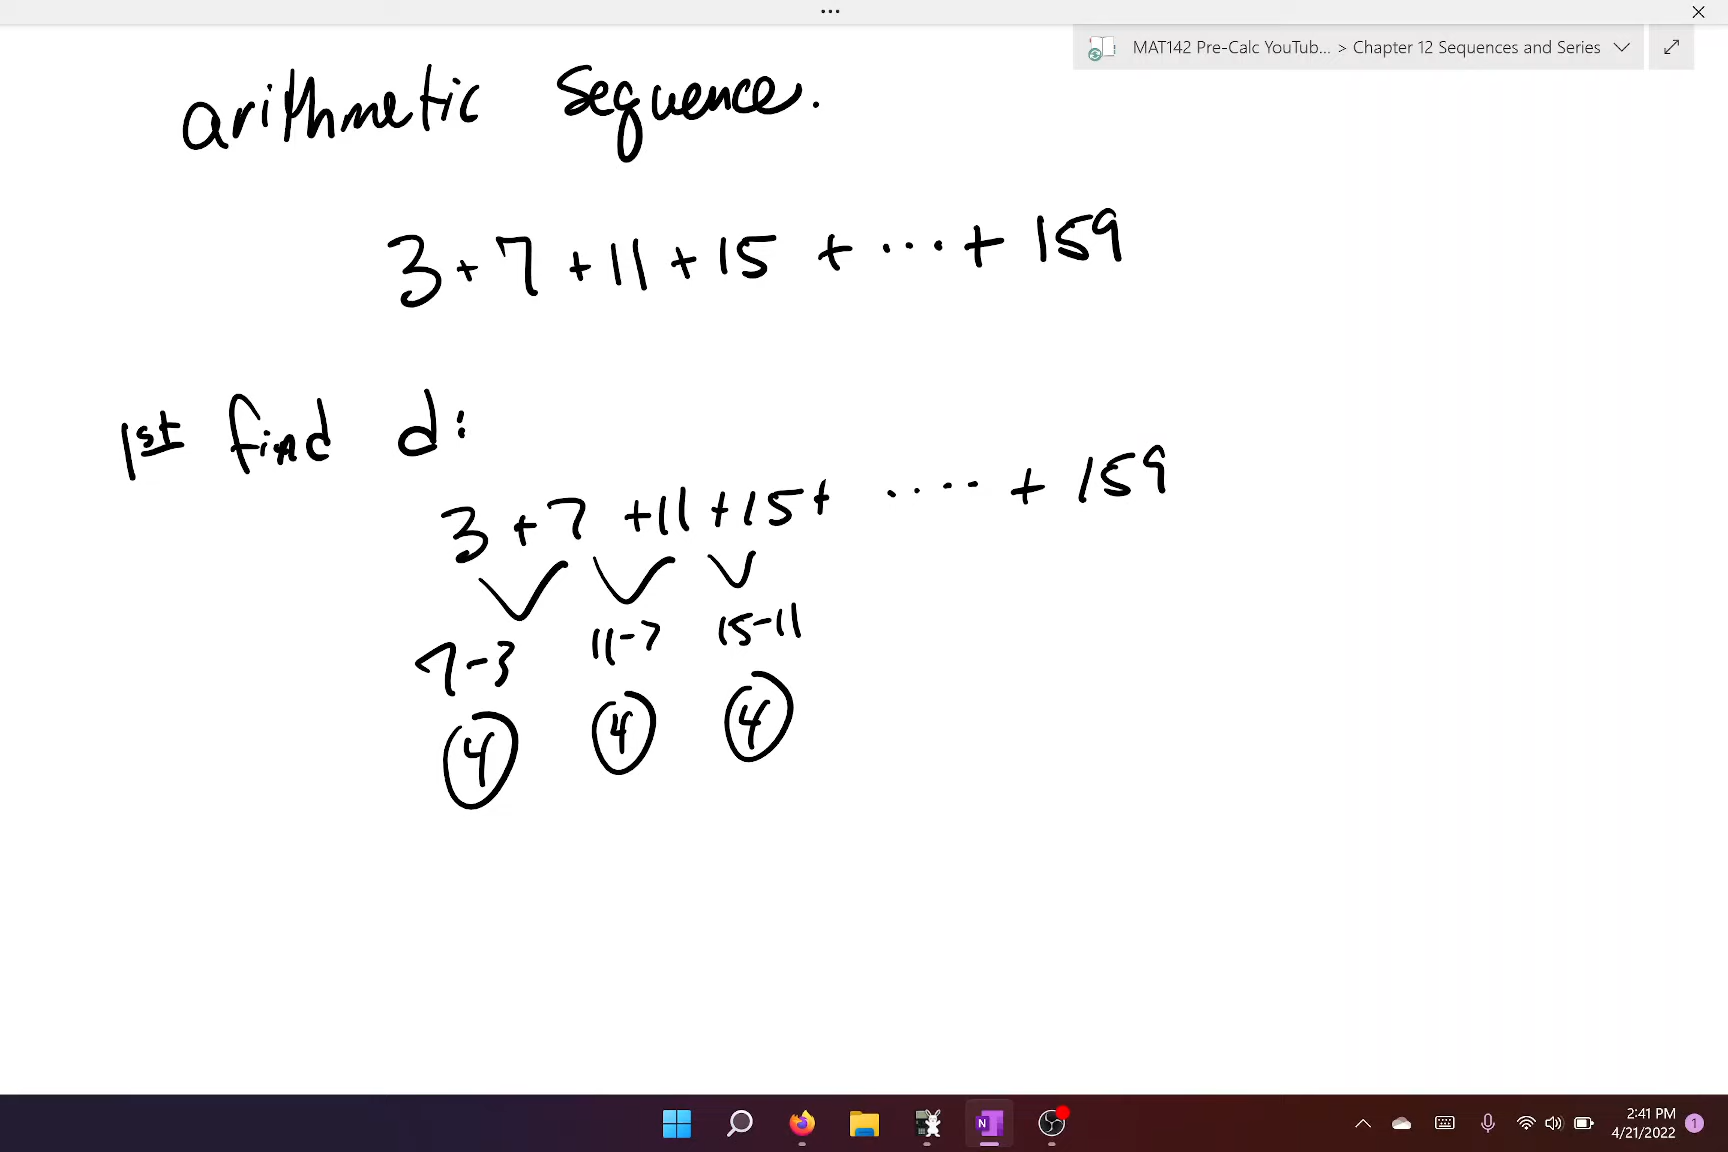 ...
MAT142 Pre-Calc YouTub... > Chapter 12 Sequences and Series
arithmetic sequence.
3 + 7 + 11 + 15 + ... + 159
1st find d:
3 + 7 + 11 + 15 + .... + 159
7-3 11-7 15-11
4 4 4
2:41 PM
4/21/2022
1